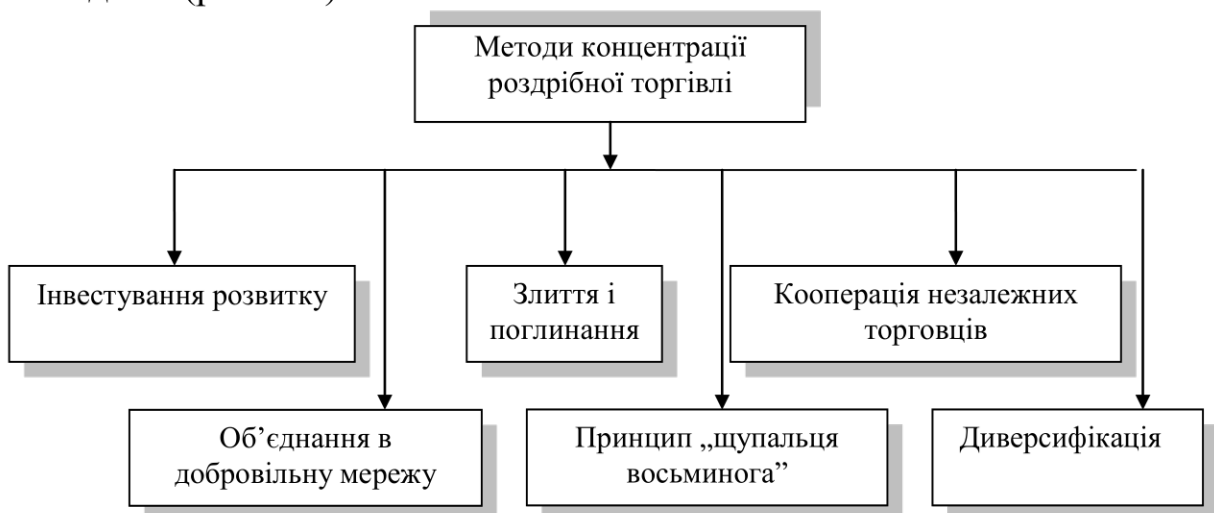 Методи концентрації
роздрібної торгівлі
Інвестування розвитку
Злиття і
поглинання
Кооперація незалежних
торговців
Об’єднання в
добровільну мережу
Принцип „щупальця
восьминога”
Диверсифікація